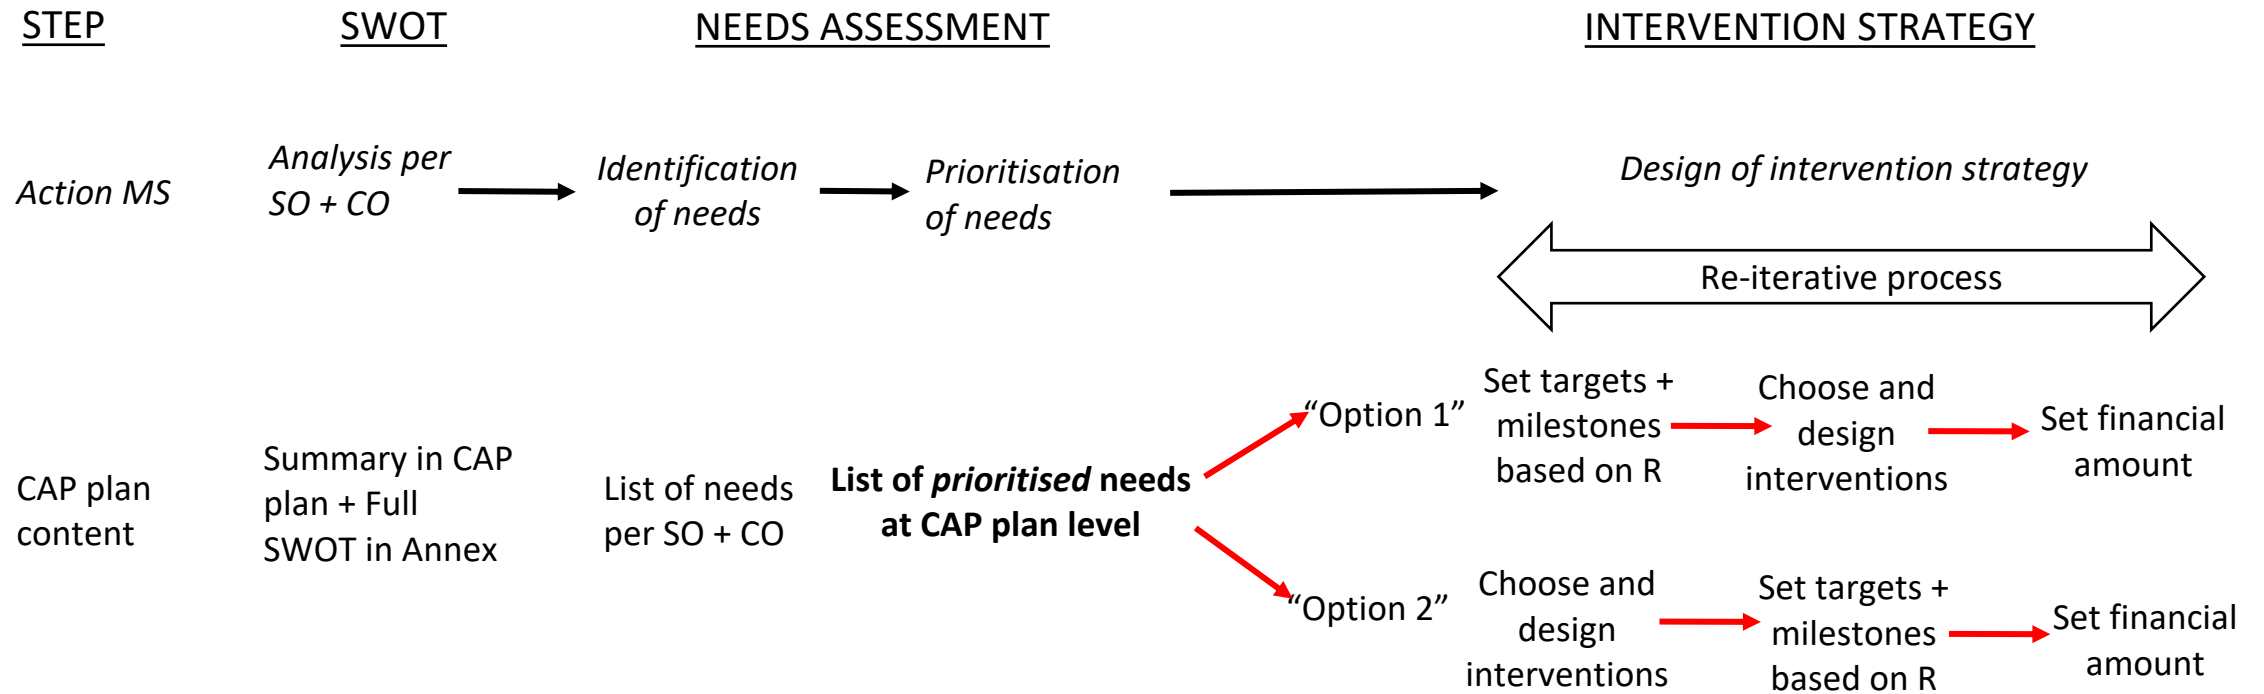 STEP
SWOT
NEEDS ASSESSMENT
INTERVENTION STRATEGY
Action MS
Analysis per
SO + CO
Identification
of needs
Prioritisation
of needs
Design of intervention strategy
Re-iterative process
CAP plan
content
Summary in CAP
plan + Full
SWOT in Annex
List of needs
per SO + CO
List of prioritised needs
at CAP plan level
“Option 1”
Set targets +
milestones
based on R
Choose and
design
interventions
Set financial
amount
“Option 2”
Choose and
design
interventions
Set targets +
milestones
based on R
Set financial
amount